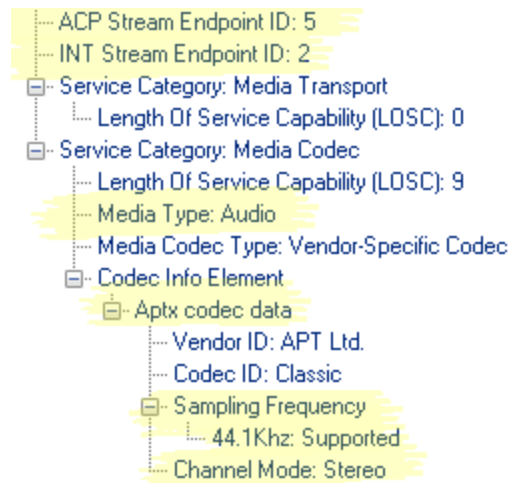 ACP Stream Endpoint ID: 5
INT Stream Endpoint ID: 2
Service Category: Media Transport
Length Of Service Capability (LOSC): 0
Service Category: Media Codec
Length Of Service Capability (LOSC): 9
Media Type: Audio
Media Codec Type: Vendor-Specific Codec
Codec Info Element
Aptx codec data
Vendor ID: APT Ltd.
Codec ID: Classic
Sampling Frequency
44.1Khz: Supported
Channel Mode: Stereo